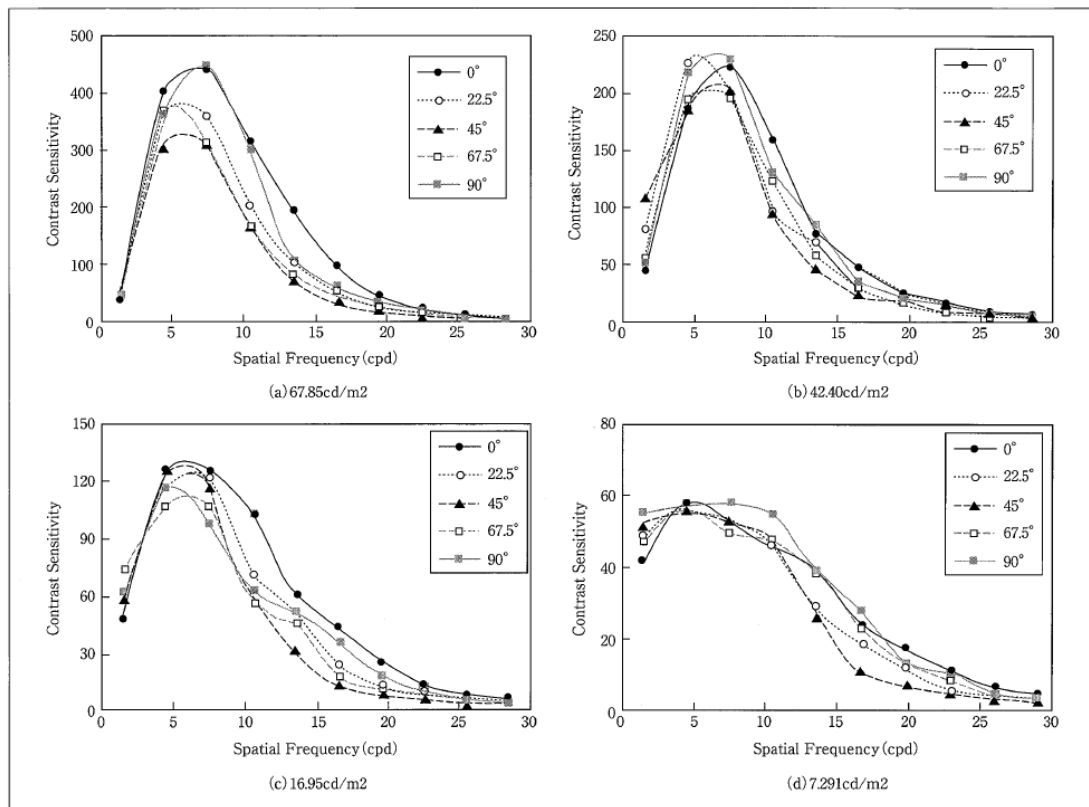 500
400
300
200
100
0
0 5 10 15 20 25 30
Contrast Sensitivity
Spatial Frequency (cpd)
0°
22.5°
45°
67.5°
90°
(a) 67.85cd/m2
250
200
150
100
50
0
0 5 10 15 20 25 30
Contrast Sensitivity
Spatial Frequency (cpd)
0°
22.5°
45°
67.5°
90°
(b) 42.40cd/m2
150
120
90
60
30
0
0 5 10 15 20 25 30
Contrast Sensitivity
Spatial Frequency (cpd)
0°
22.5°
45°
67.5°
90°
(c) 16.95cd/m2
80
60
40
20
0
0 5 10 15 20 25 30
Contrast Sensitivity
Spatial Frequency (cpd)
0°
22.5°
45°
67.5°
90°
(d) 7.291cd/m2